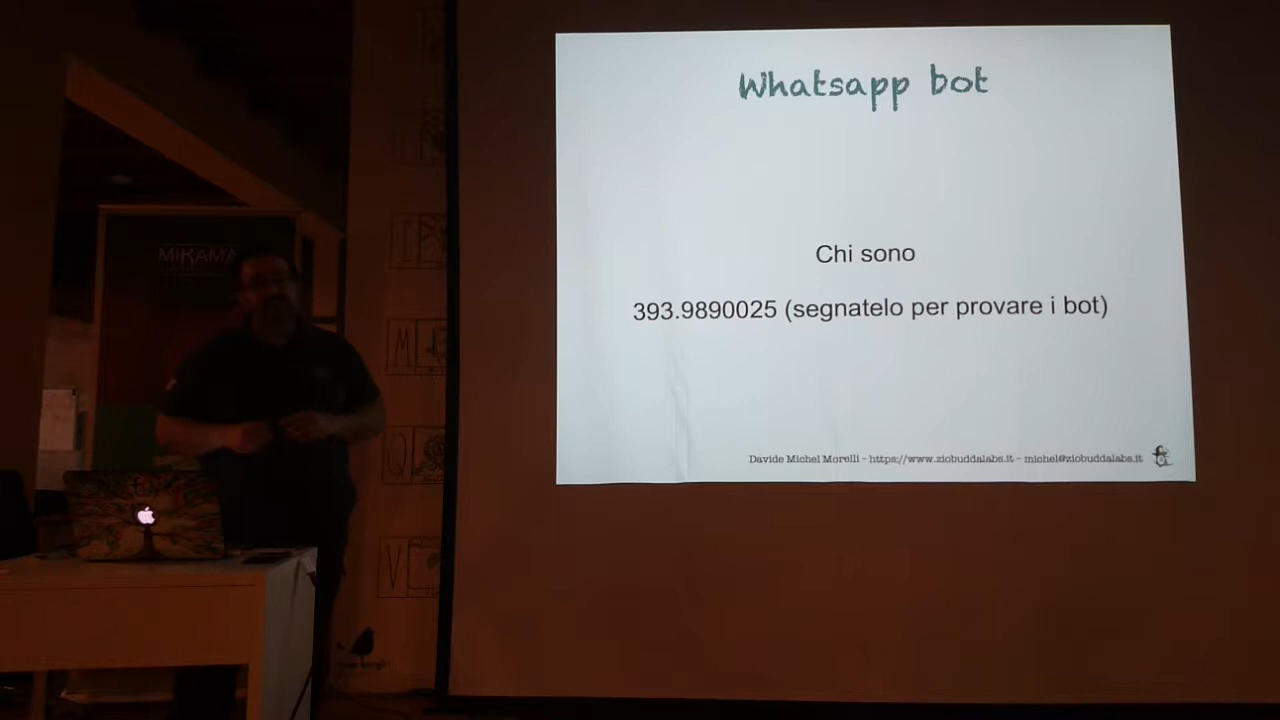 Whatsapp bot
Chi sono
393.9890025 (segnatelo per provare i bot)
Davide Michel Morelli - https://www.ziobuddalabs.it - michel@ziobuddalabs.it
MIKAMA
I
M
Q
V